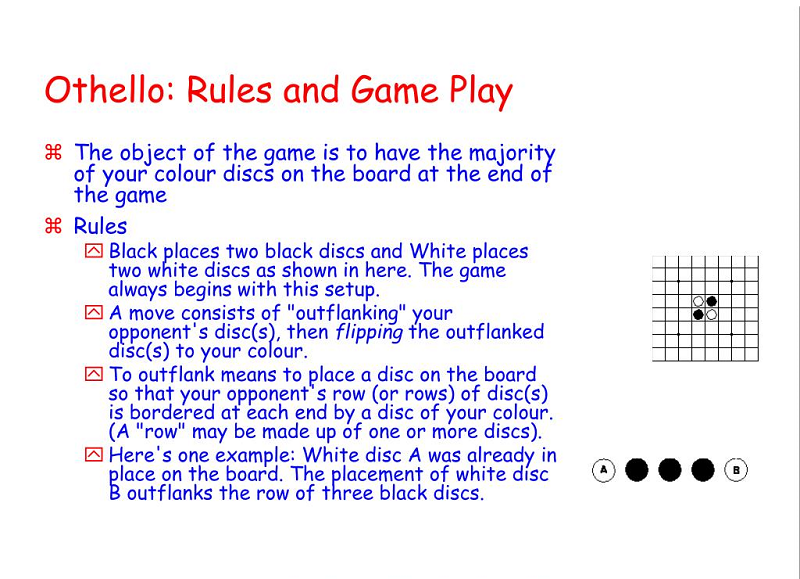 Othello: Rules and Game Play
The object of the game is to have the majority
of your colour discs on the board at the end of
the game
Rules
Black places two black discs and White places
two white discs as shown in here. The game
always begins with this setup.
A move consists of "outflanking" your
opponent's disc(s), then flipping the outflanked
disc(s) to your colour.
To outflank means to place a disc on the board
so that your opponent's row (or rows) of disc(s)
is bordered at each end by a disc of your colour.
(A "row" may be made up of one or more discs).
Here's one example: White disc A was already in
place on the board. The placement of white disc
B outflanks the row of three black discs.
A B